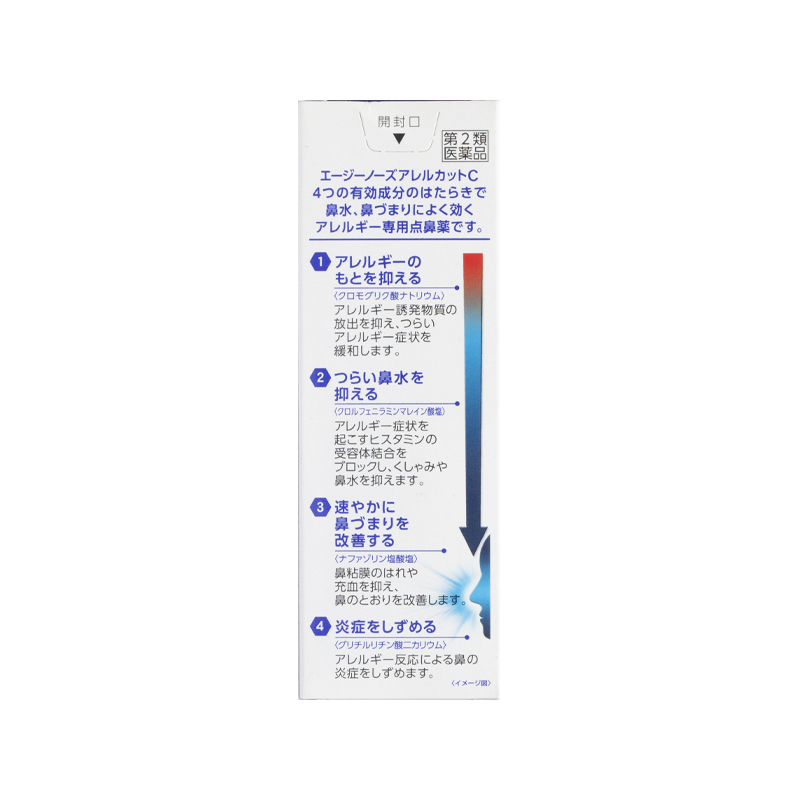 開封口
▼
第2類
医薬品
エージーノーズアレルカットC
4つの有効成分のはたらきで
鼻水、鼻づまりによく効く
アレルギー専用点鼻薬です。
1 アレルギーの
もとを抑える
〈クロモグリク酸ナトリウム〉
アレルギー誘発物質の
放出を抑え、つらい
アレルギー症状を
緩和します。
2 つらい鼻水を
抑える
〈クロルフェニラミンマレイン酸塩〉
アレルギー症状を
起こすヒスタミンの
受容体結合を
ブロックし、くしゃみや
鼻水を抑えます。
3 速やかに
鼻づまりを
改善する
〈ナファゾリン塩酸塩〉
鼻粘膜のはれや
充血を抑え、
鼻のとおりを改善します。
4 炎症をしずめる
〈グリチルリチン酸二カリウム〉
アレルギー反応による鼻の
炎症をしずめます。
〈イメージ図〉